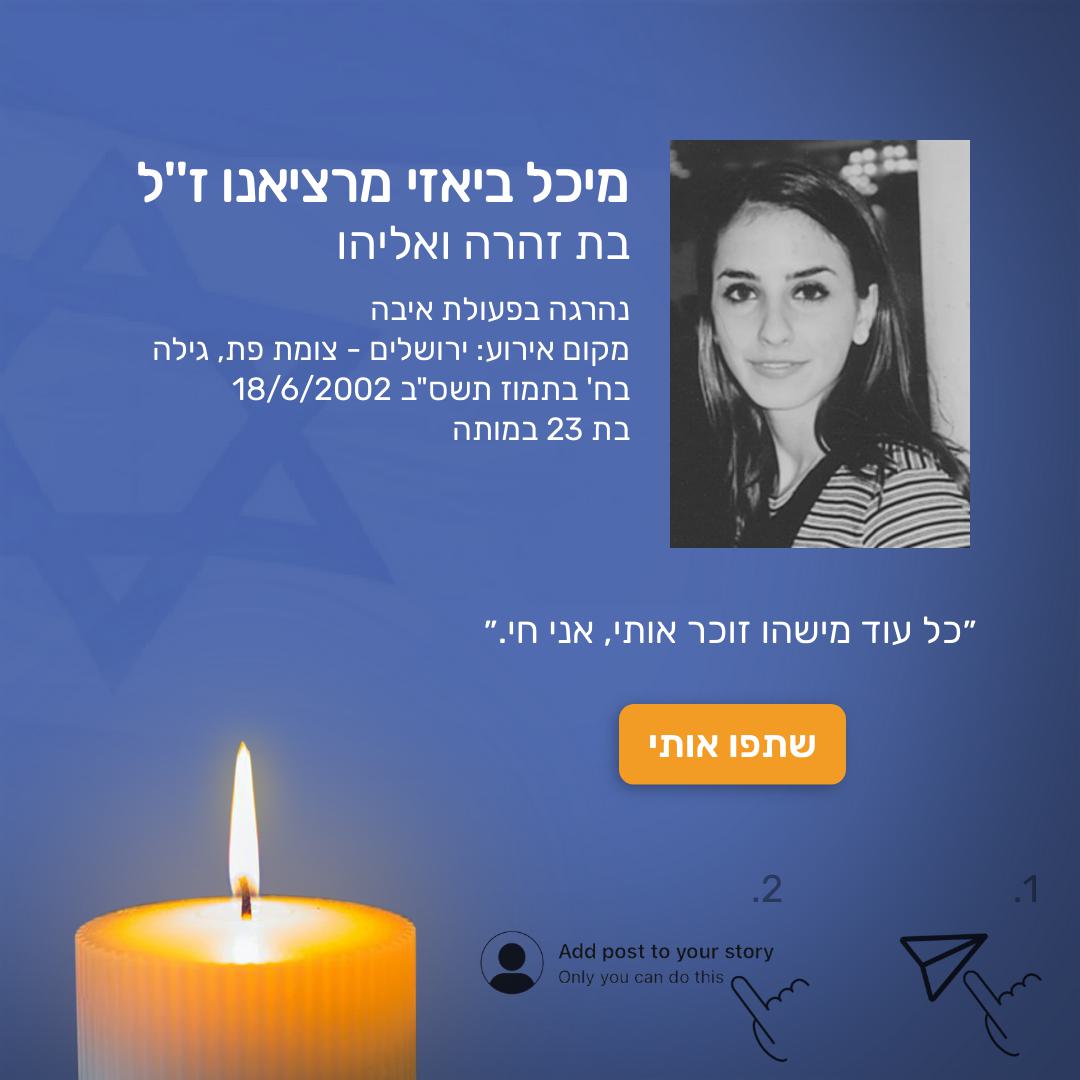 מיכל ביאזי מרציאנו ז"ל
בת זהרה ואליהו
נהרגה בפעולת איבה
מקום אירוע: ירושלים - צומת פת, גילה
בח' בתמוז תשס"ב 18/6/2002
בת 23 במותה
״כל עוד מישהו זוכר אותי, אני חי.״
שתפו אותי
1.
2.
Add post to your story
Only you can do this